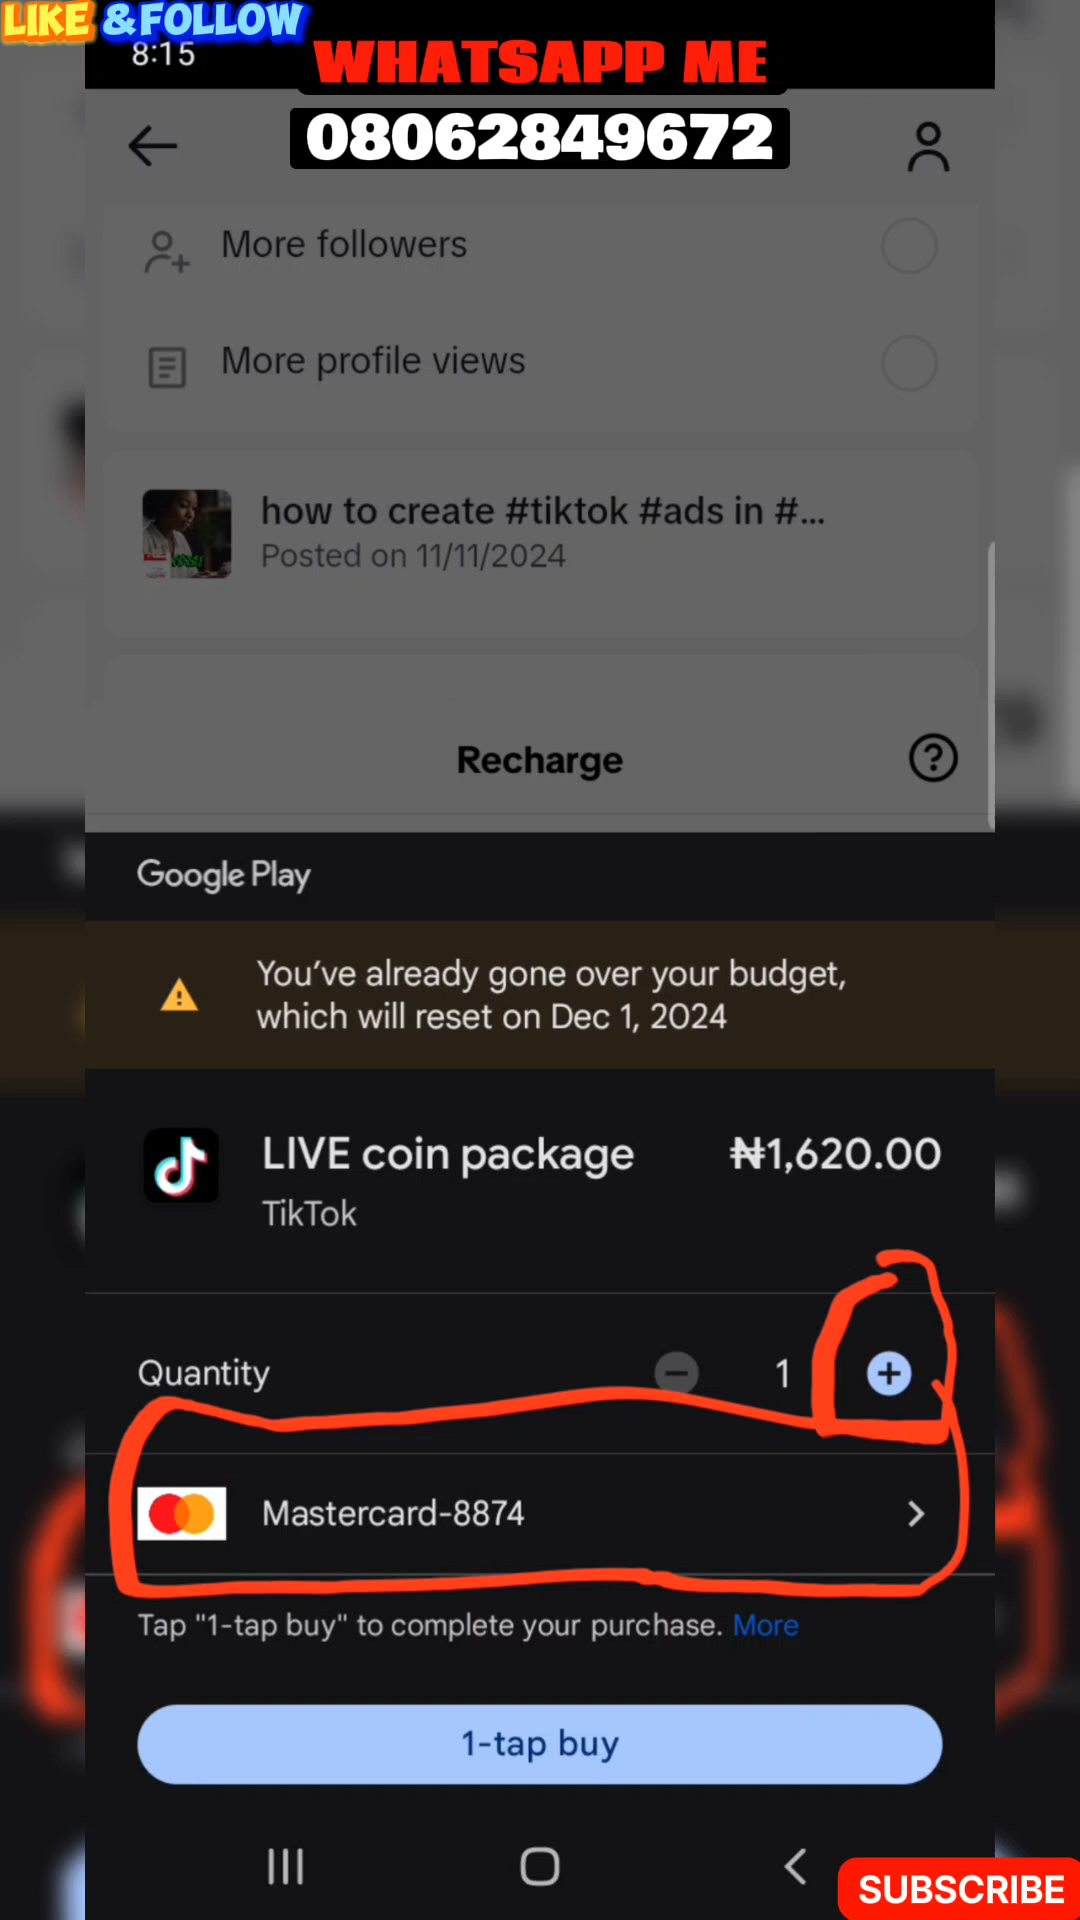 LIKE &FOLLOW
8:15
WHATSAPP ME
08062849672
More followers
More profile views
how to create #tiktok #ads in #...
Posted on 11/11/2024
Recharge
Google Play
You've already gone over your budget,
which will reset on Dec 1, 2024
LIVE coin package ₦1,620.00
TikTok
Quantity 1
Mastercard-8874
Tap "1-tap buy" to complete your purchase. More
1-tap buy
SUBSCRIBE